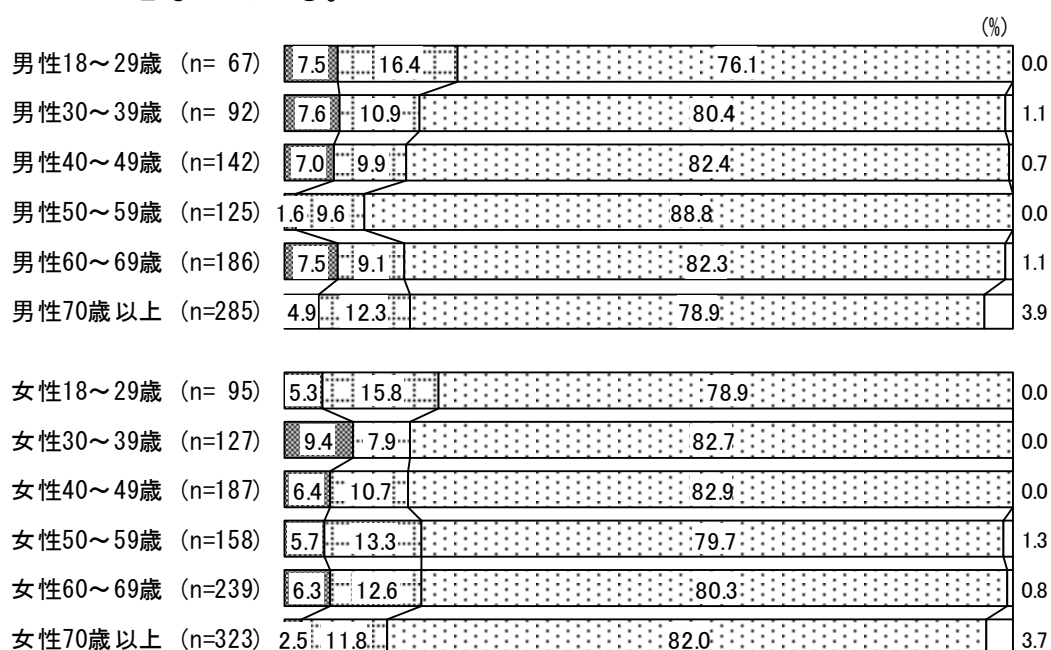 (%)
男性18～29歳 (n= 67) 7.5 16.4 76.1 0.0
男性30～39歳 (n= 92) 7.6 10.9 80.4 1.1
男性40～49歳 (n=142) 7.0 9.9 82.4 0.7
男性50～59歳 (n=125) 1.6 9.6 88.8 0.0
男性60～69歳 (n=186) 7.5 9.1 82.3 1.1
男性70歳以上 (n=285) 4.9 12.3 78.9 3.9
女性18～29歳 (n= 95) 5.3 15.8 78.9 0.0
女性30～39歳 (n=127) 9.4 7.9 82.7 0.0
女性40～49歳 (n=187) 6.4 10.7 82.9 0.0
女性50～59歳 (n=158) 5.7 13.3 79.7 1.3
女性60～69歳 (n=239) 6.3 12.6 80.3 0.8
女性70歳以上 (n=323) 2.5 11.8 82.0 3.7